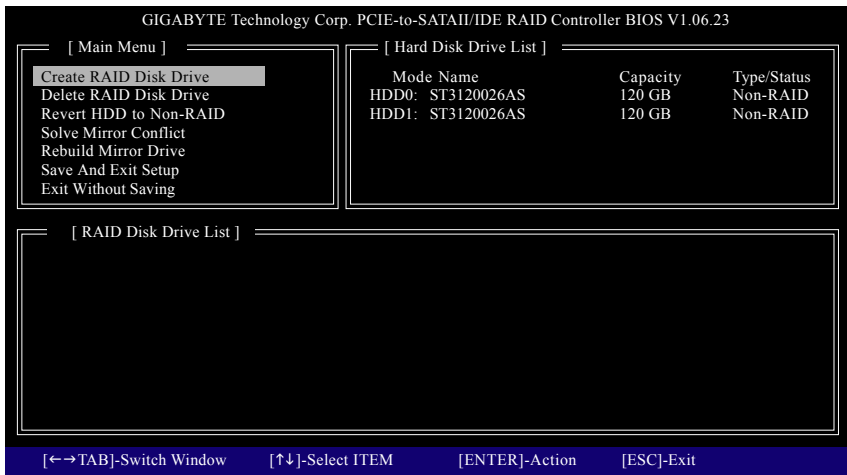 GIGABYTE Technology Corp. PCIE-to-SATAII/IDE RAID Controller BIOS V1.06.23
[ Main Menu ]
Create RAID Disk Drive
Delete RAID Disk Drive
Revert HDD to Non-RAID
Solve Mirror Conflict
Rebuild Mirror Drive
Save And Exit Setup
Exit Without Saving
[ Hard Disk Drive List ]
Mode Name Capacity Type/Status
HDD0: ST3120026AS 120 GB Non-RAID
HDD1: ST3120026AS 120 GB Non-RAID
[ RAID Disk Drive List ]
[←→TAB]-Switch Window [↑↓]-Select ITEM [ENTER]-Action [ESC]-Exit